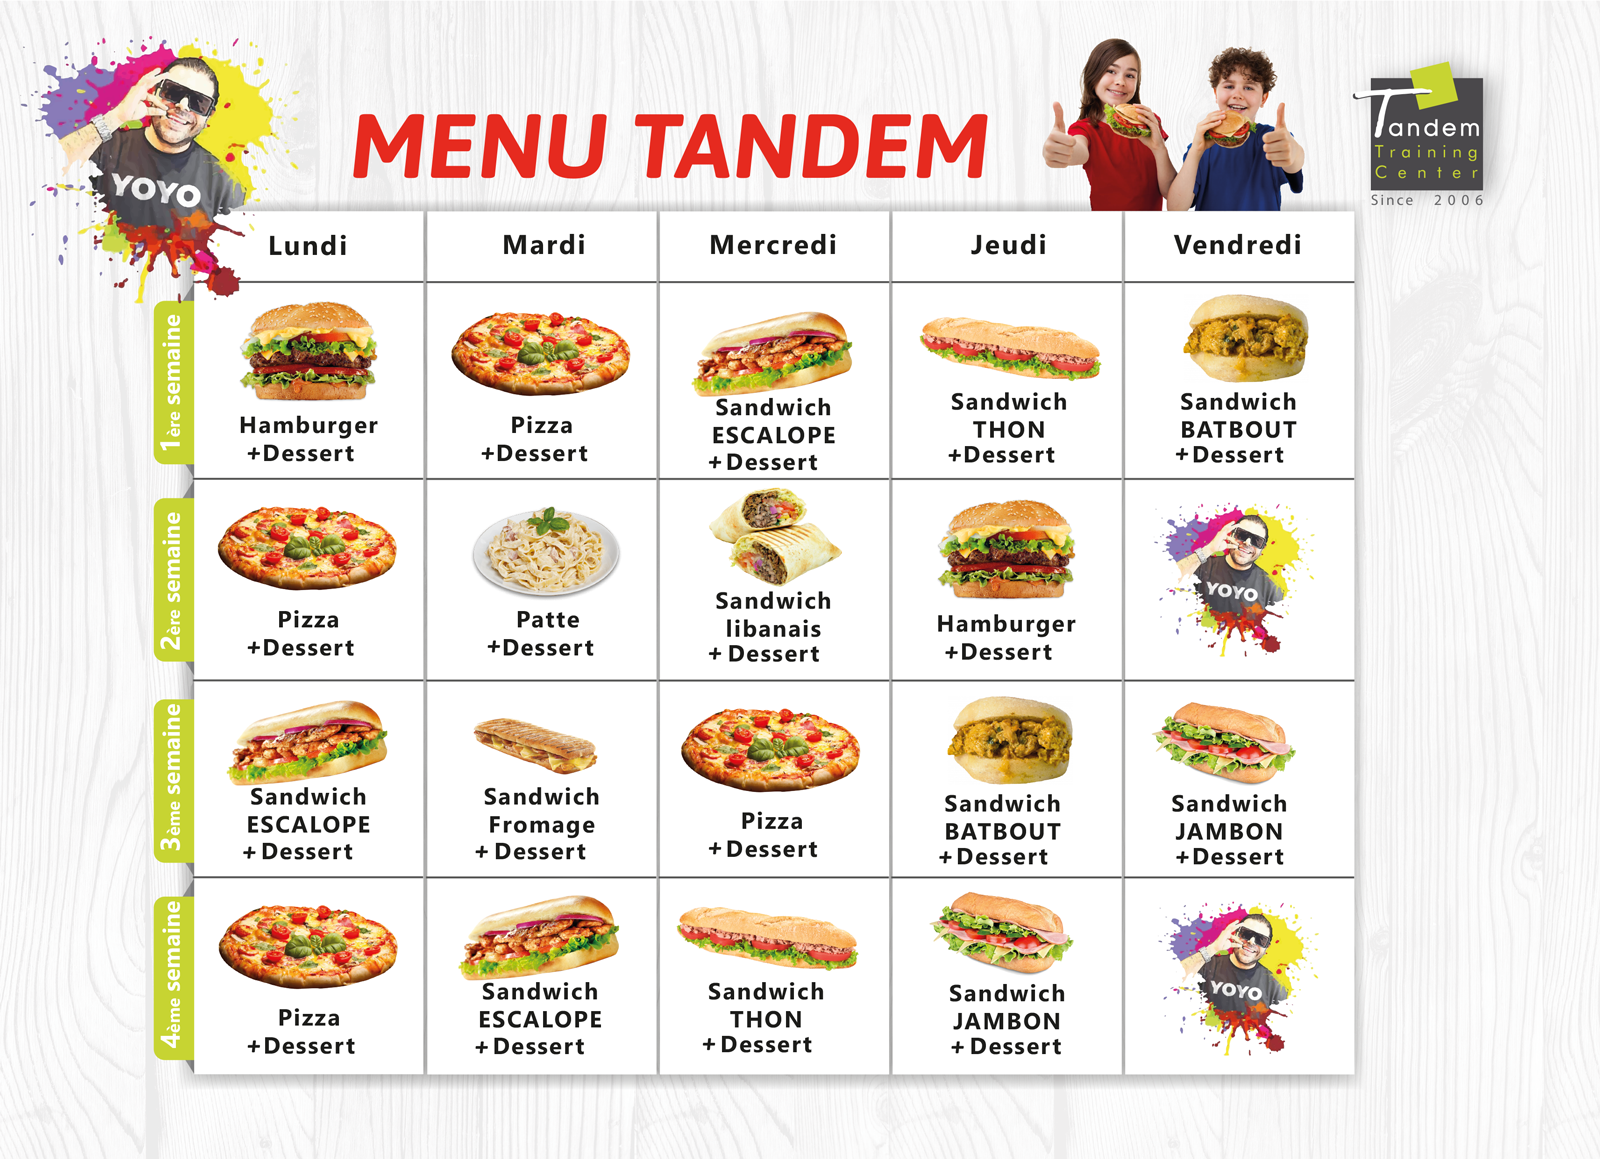 MENU TANDEM
YOYO
Tandem
Training
Center
Since 2006
Lundi
Mardi
Mercredi
Jeudi
Vendredi
1ère semaine
Hamburger
+Dessert
Pizza
+Dessert
Sandwich
ESCALOPE
+Dessert
Sandwich
THON
+Dessert
Sandwich
BATBOUT
+Dessert
2ère semaine
Pizza
+Dessert
Patte
+Dessert
Sandwich
libanais
+Dessert
Hamburger
+Dessert
YOYO
3ème semaine
Sandwich
ESCALOPE
+Dessert
Sandwich
Fromage
+Dessert
Pizza
+Dessert
Sandwich
BATBOUT
+Dessert
Sandwich
JAMBON
+Dessert
4ème semaine
Pizza
+Dessert
Sandwich
ESCALOPE
+Dessert
Sandwich
THON
+Dessert
Sandwich
JAMBON
+Dessert
YOYO